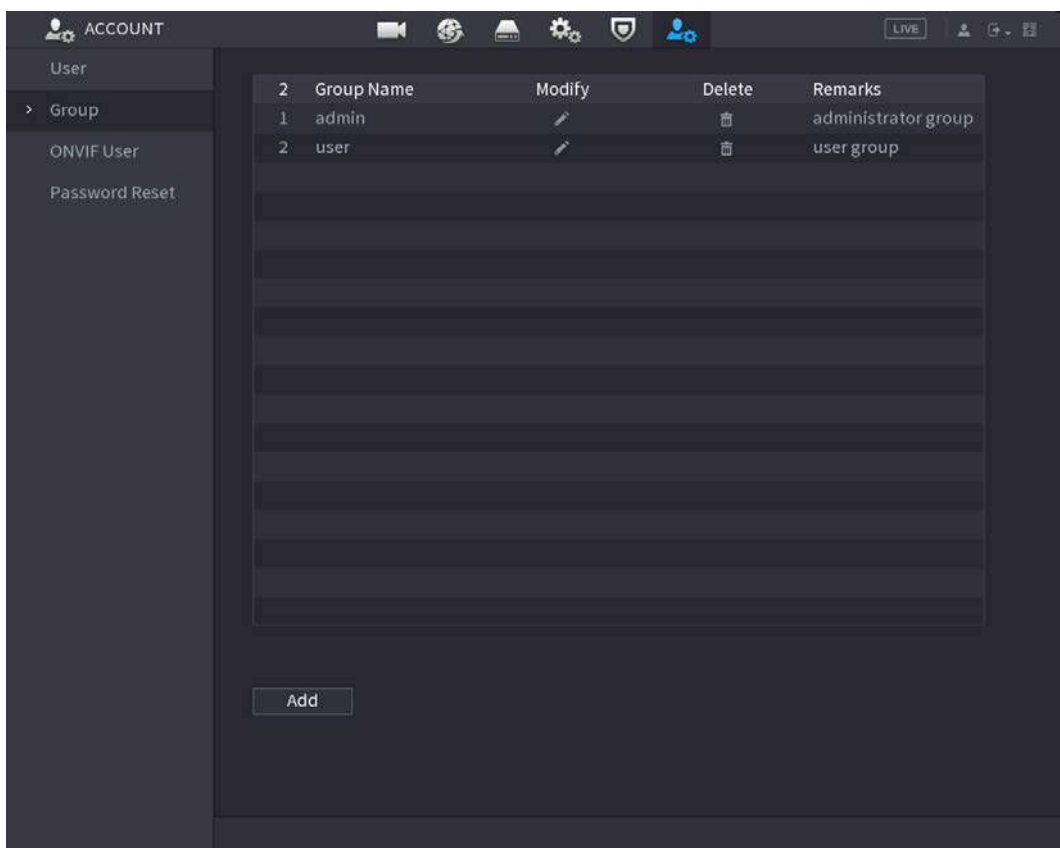 ACCOUNT LIVE
User
Group
ONVIF User
Password Reset
2 Group Name Modify Delete Remarks
1 admin administrator group
2 user user group
Add